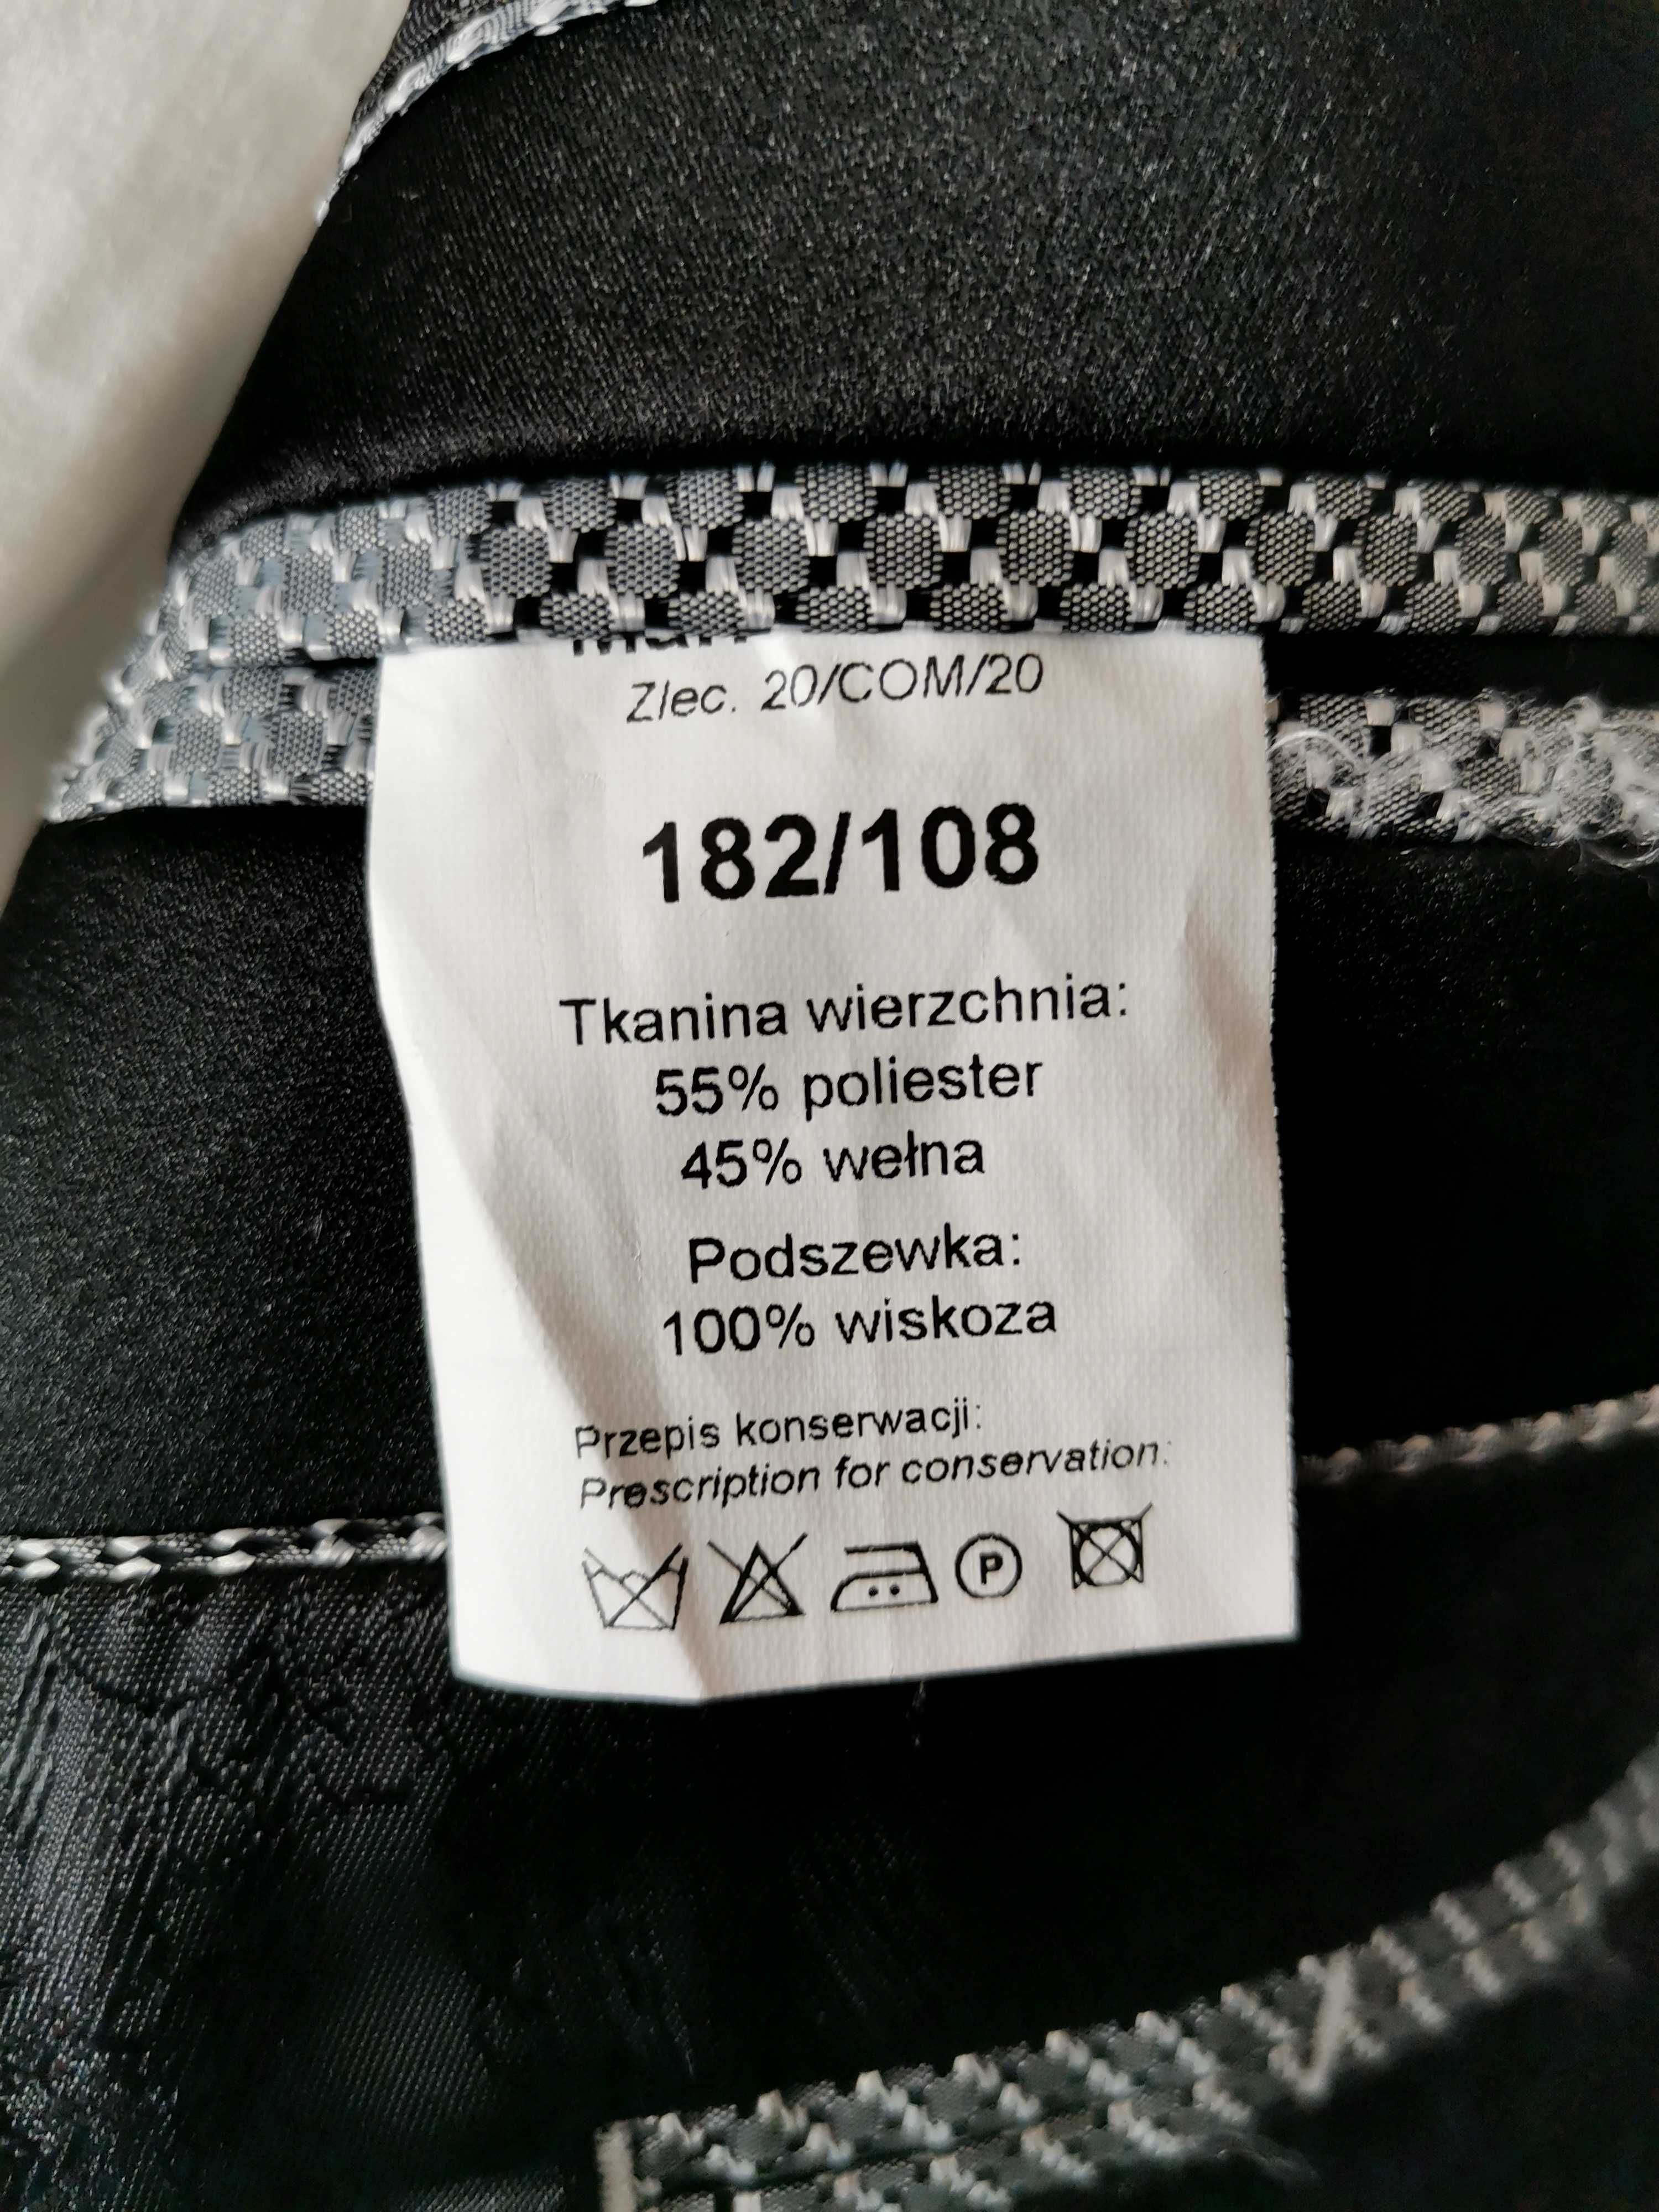 Zlec. 20/COM/20
182/108
Tkanina wierzchnia:
55% poliester
45% wełna
Podszewka:
100% wiskoza
Przepis konserwacji:
Prescription for conservation:
P